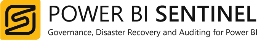 POWER BI SENTINEL
Governance, Disaster Recovery and Auditing for Power BI